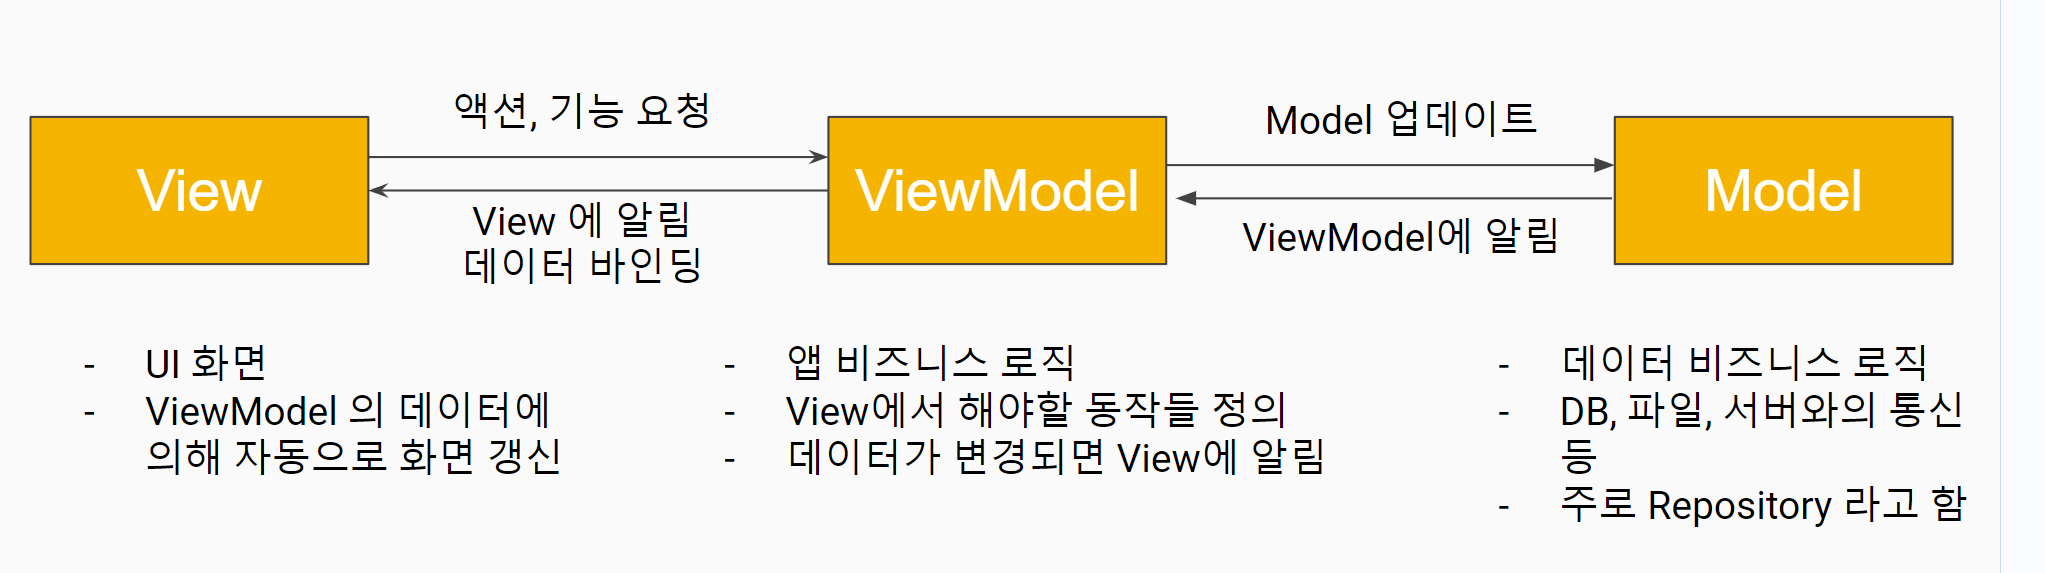 액션, 기능 요청
View
View 에 알림
데이터 바인딩
ViewModel
Model 업데이트
ViewModel에 알림
Model
- UI 화면
- ViewModel 의 데이터에
의해 자동으로 화면 갱신
- 앱 비즈니스 로직
- View에서 해야할 동작들 정의
- 데이터가 변경되면 View에 알림
- 데이터 비즈니스 로직
- DB, 파일, 서버와의 통신
등
- 주로 Repository 라고 함